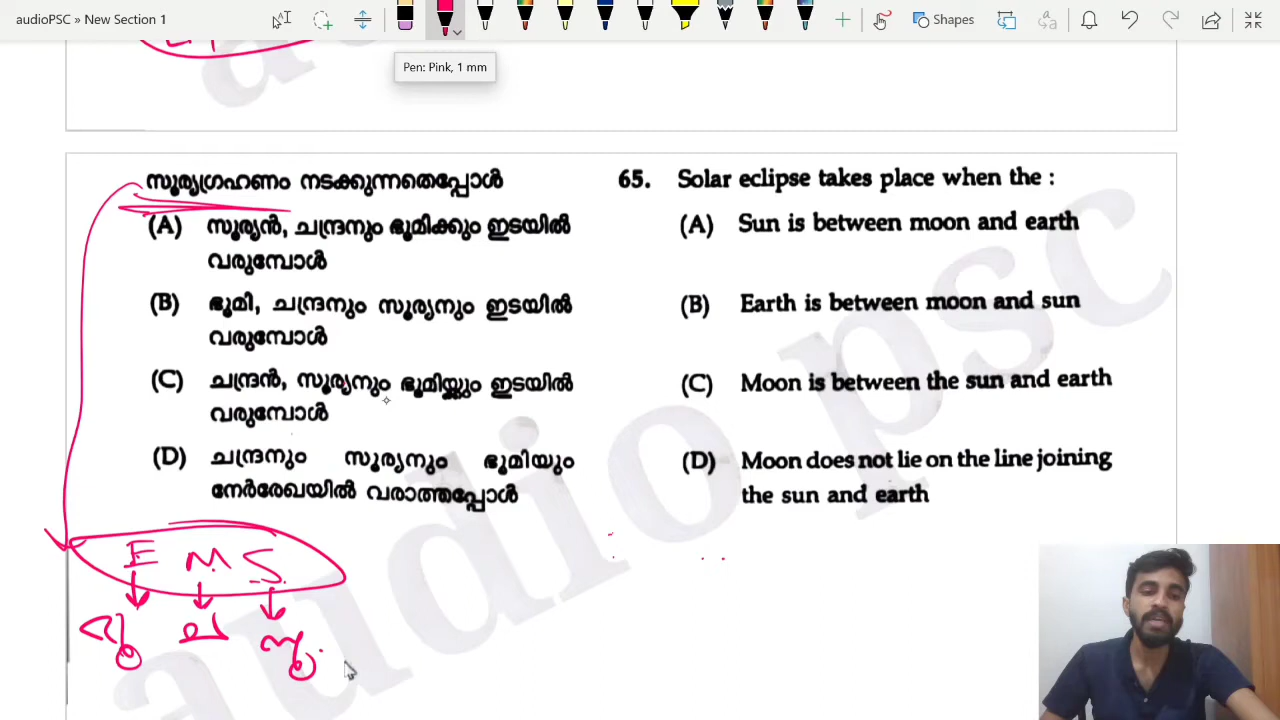 audioPSC » New Section 1
Shapes
Pen: Pink, 1 mm
സൂര്യഗ്രഹണം നടക്കുന്നതെപ്പോൾ
(A) സൂര്യൻ, ചന്ദ്രനും ഭൂമിക്കും ഇടയിൽ
വരുമ്പോൾ
(B) ഭൂമി, ചന്ദ്രനും സൂര്യനും ഇടയിൽ
വരുമ്പോൾ
(C) ചന്ദ്രൻ, സൂര്യനും ഭൂമിയ്ക്കും ഇടയിൽ
വരുമ്പോൾ
(D) ചന്ദ്രനും സൂര്യനും ഭൂമിയും
നേർരേഖയിൽ വരാത്തപ്പോൾ
65. Solar eclipse takes place when the :
(A) Sun is between moon and earth
(B) Earth is between moon and sun
(C) Moon is between the sun and earth
(D) Moon does not lie on the line joining
the sun and earth
E M S
ച
audio psc